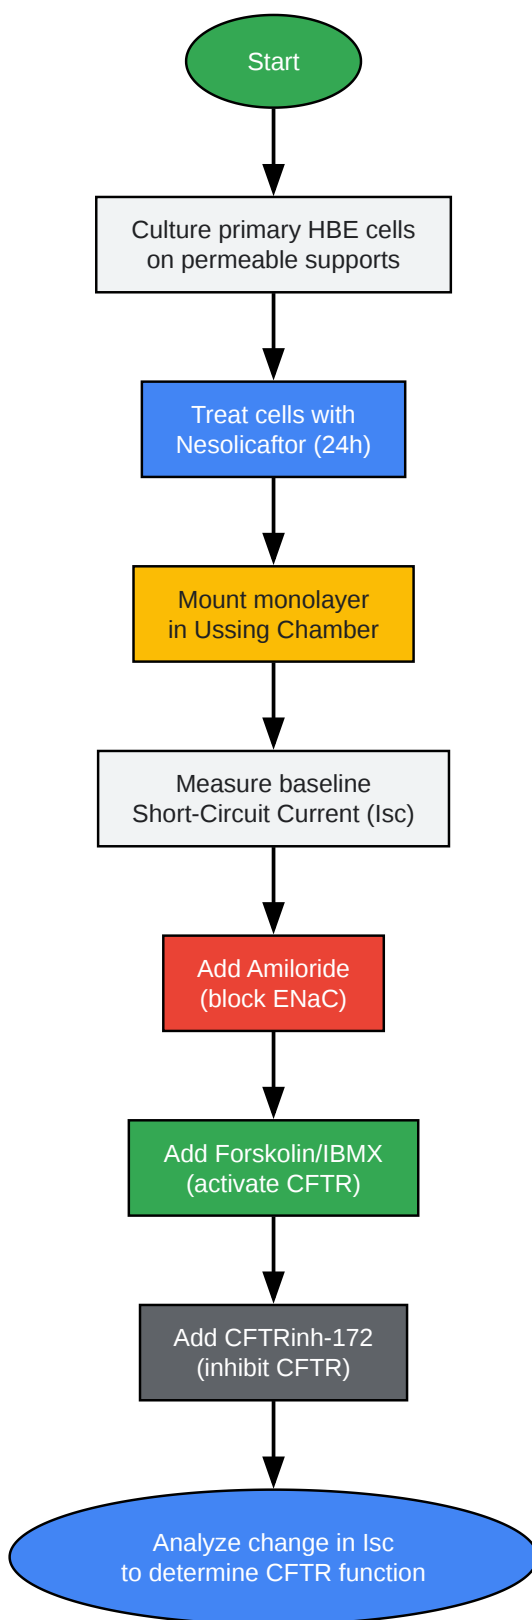 Start
Culture primary HBE cells
on permeable supports
Treat cells with
Nesolicaftor (24h)
Mount monolayer
in Ussing Chamber
Measure baseline
Short-Circuit Current (Isc)
Add Amiloride
(block ENaC)
Add Forskolin/IBMX
(activate CFTR)
Add CFTRinh-172
(inhibit CFTR)
Analyze change in Isc
to determine CFTR function